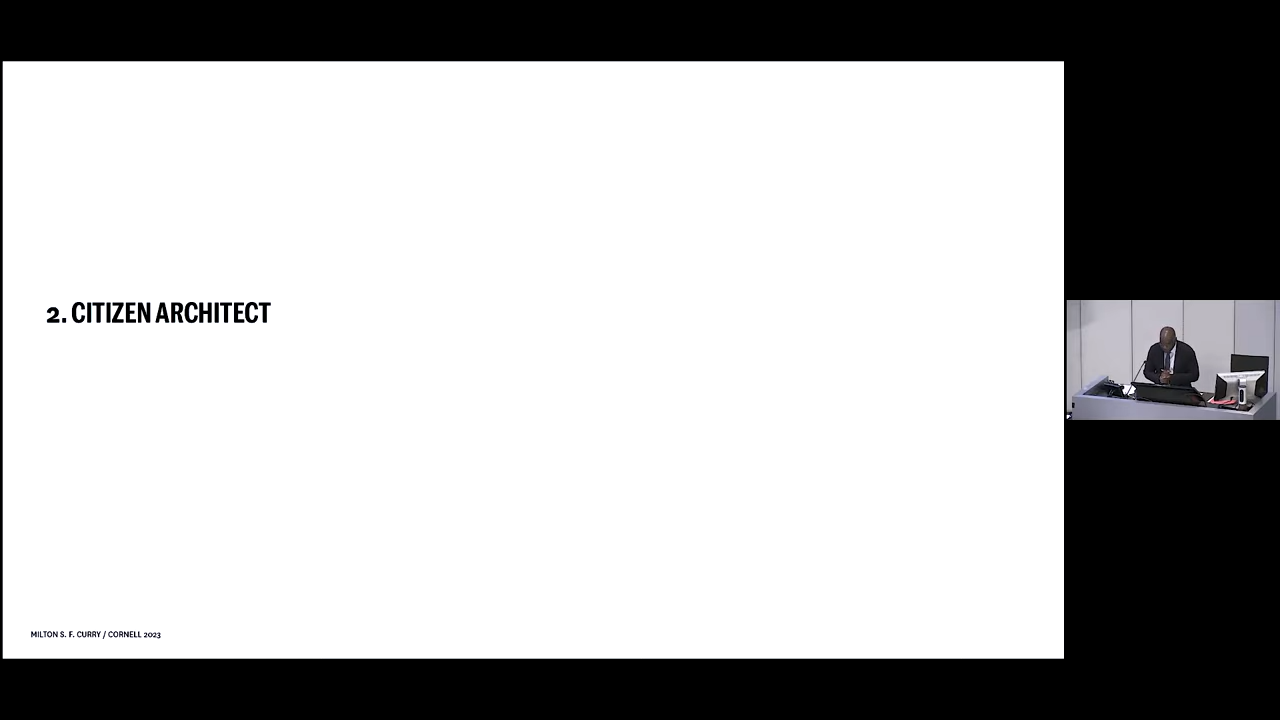 2. CITIZEN ARCHITECT
MILTON S. F. CURRY / CORNELL 2023